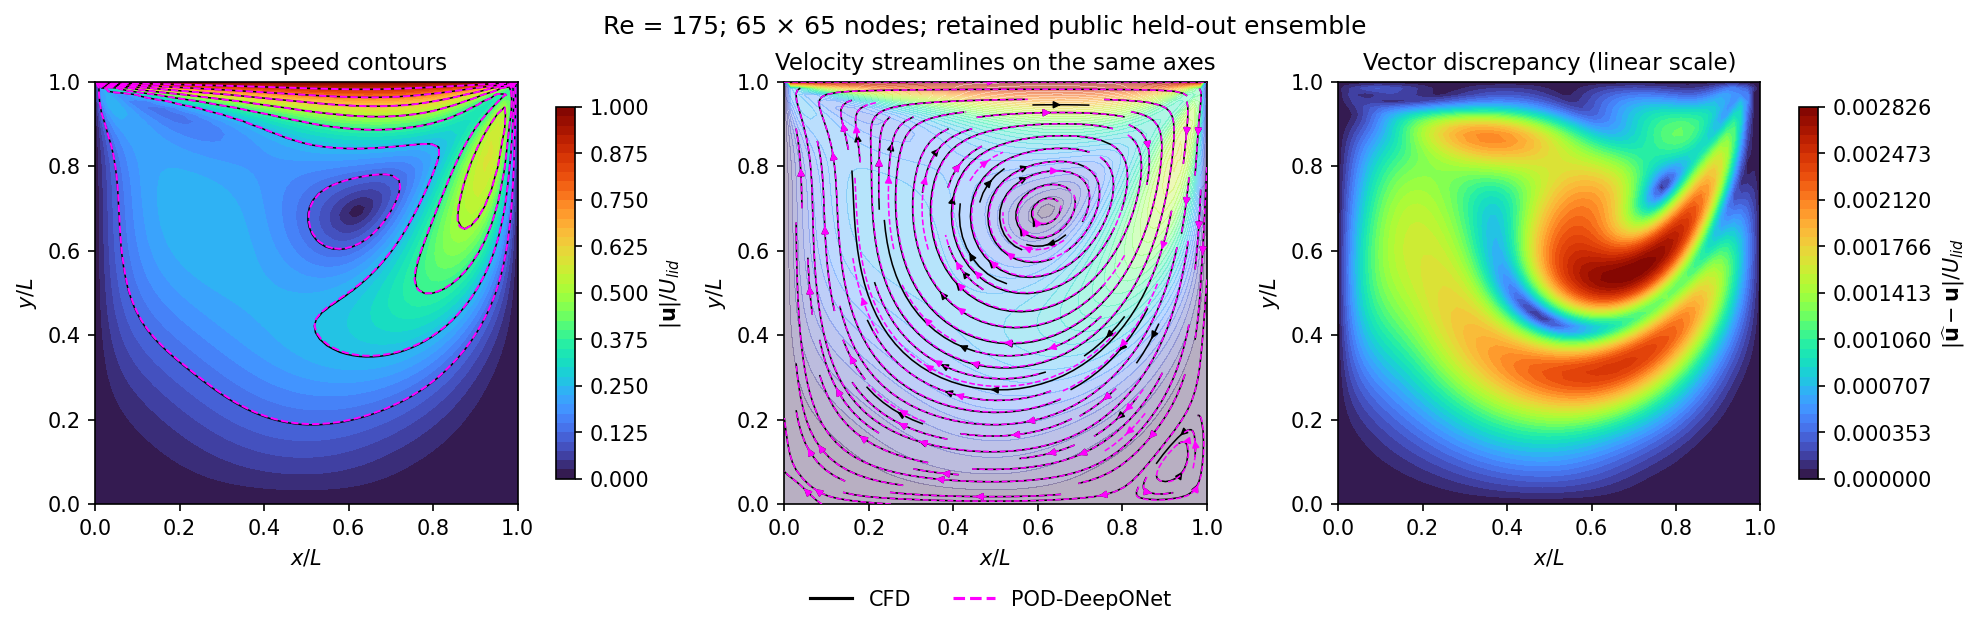 Re = 175; 65 × 65 nodes; retained public held-out ensemble
Matched speed contours
1.0
0.8
0.6
0.4
0.2
0.0
y/L
0.0 0.2 0.4 0.6 0.8 1.0
x/L
1.000
0.875
0.750
0.625
0.500
0.375
0.250
0.125
0.000
|u|/U_lid
Velocity streamlines on the same axes
1.0
0.8
0.6
0.4
0.2
0.0
y/L
0.0 0.2 0.4 0.6 0.8 1.0
x/L
Vector discrepancy (linear scale)
1.0
0.8
0.6
0.4
0.2
0.0
y/L
0.0 0.2 0.4 0.6 0.8 1.0
x/L
0.002826
0.002473
0.002120
0.001766
0.001413
0.001060
0.000707
0.000353
0.000000
|û − u|/U_lid
CFD
POD-DeepONet